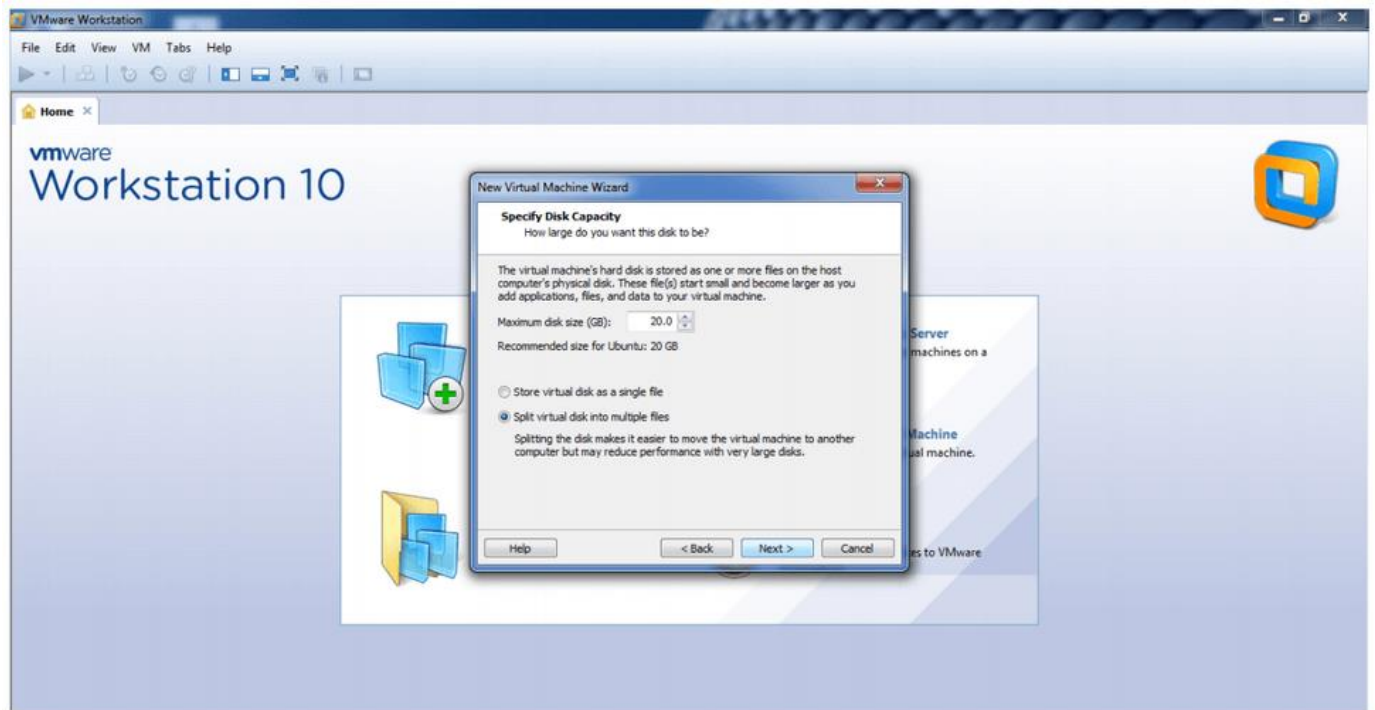 VMware Workstation
File Edit View VM Tabs Help
Home
vmware
Workstation 10
New Virtual Machine Wizard
Specify Disk Capacity
How large do you want this disk to be?
The virtual machine's hard disk is stored as one or more files on the host
computer's physical disk. These file(s) start small and become larger as you
add applications, files, and data to your virtual machine.
Maximum disk size (GB): 20.0
Recommended size for Ubuntu: 20 GB
Store virtual disk as a single file
Split virtual disk into multiple files
Splitting the disk makes it easier to move the virtual machine to another
computer but may reduce performance with very large disks.
Help < Back Next > Cancel
Server
machines on a
Machine
machine.
to VMware